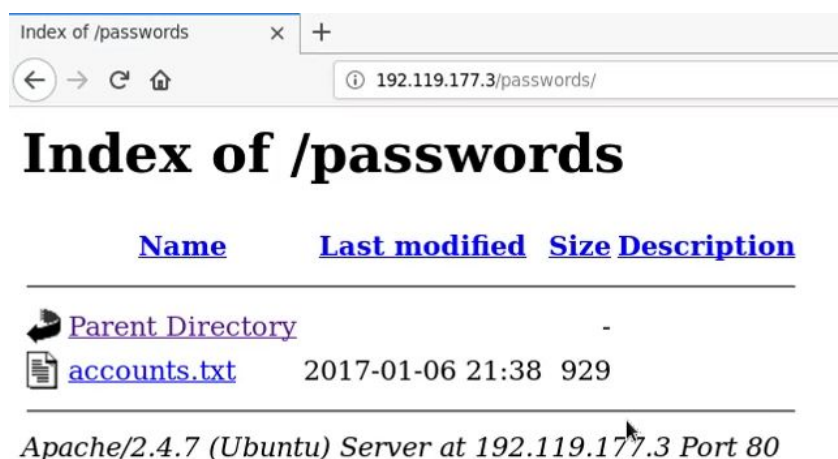 Index of /passwords
192.119.177.3/passwords/
Index of /passwords
Name Last modified Size Description
Parent Directory -
accounts.txt 2017-01-06 21:38 929
Apache/2.4.7 (Ubuntu) Server at 192.119.177.3 Port 80